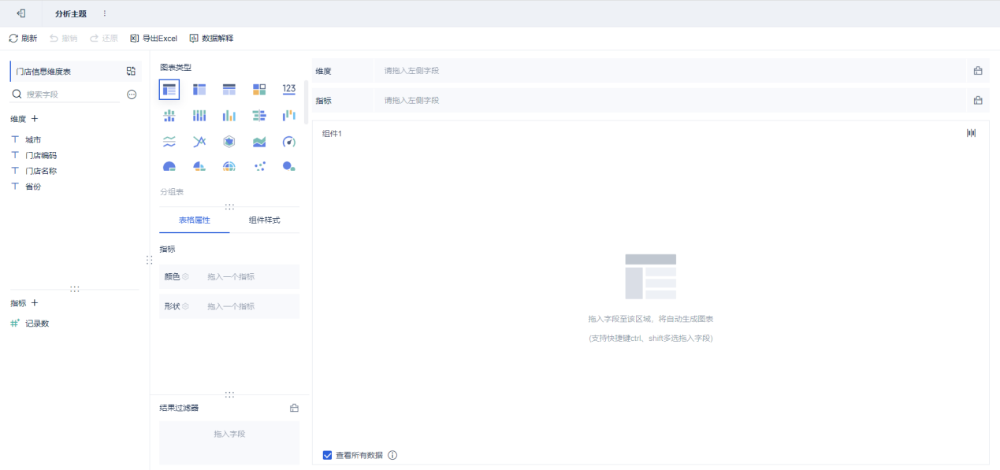 分析主题
刷新 撤销 还原 导出Excel 数据解释
门店信息维度表
搜索字段
维度
城市
门店编码
门店名称
省份
指标
记录数
图表类型
123
分组表
表格属性 组件样式
指标
颜色 拖入一个指标
形状 拖入一个指标
结果过滤器
拖入字段
维度 请拖入左侧字段
指标 请拖入左侧字段
组件1
拖入字段至该区域，将自动生成图表
(支持快捷键ctrl、shift多选拖入字段)
查看所有数据